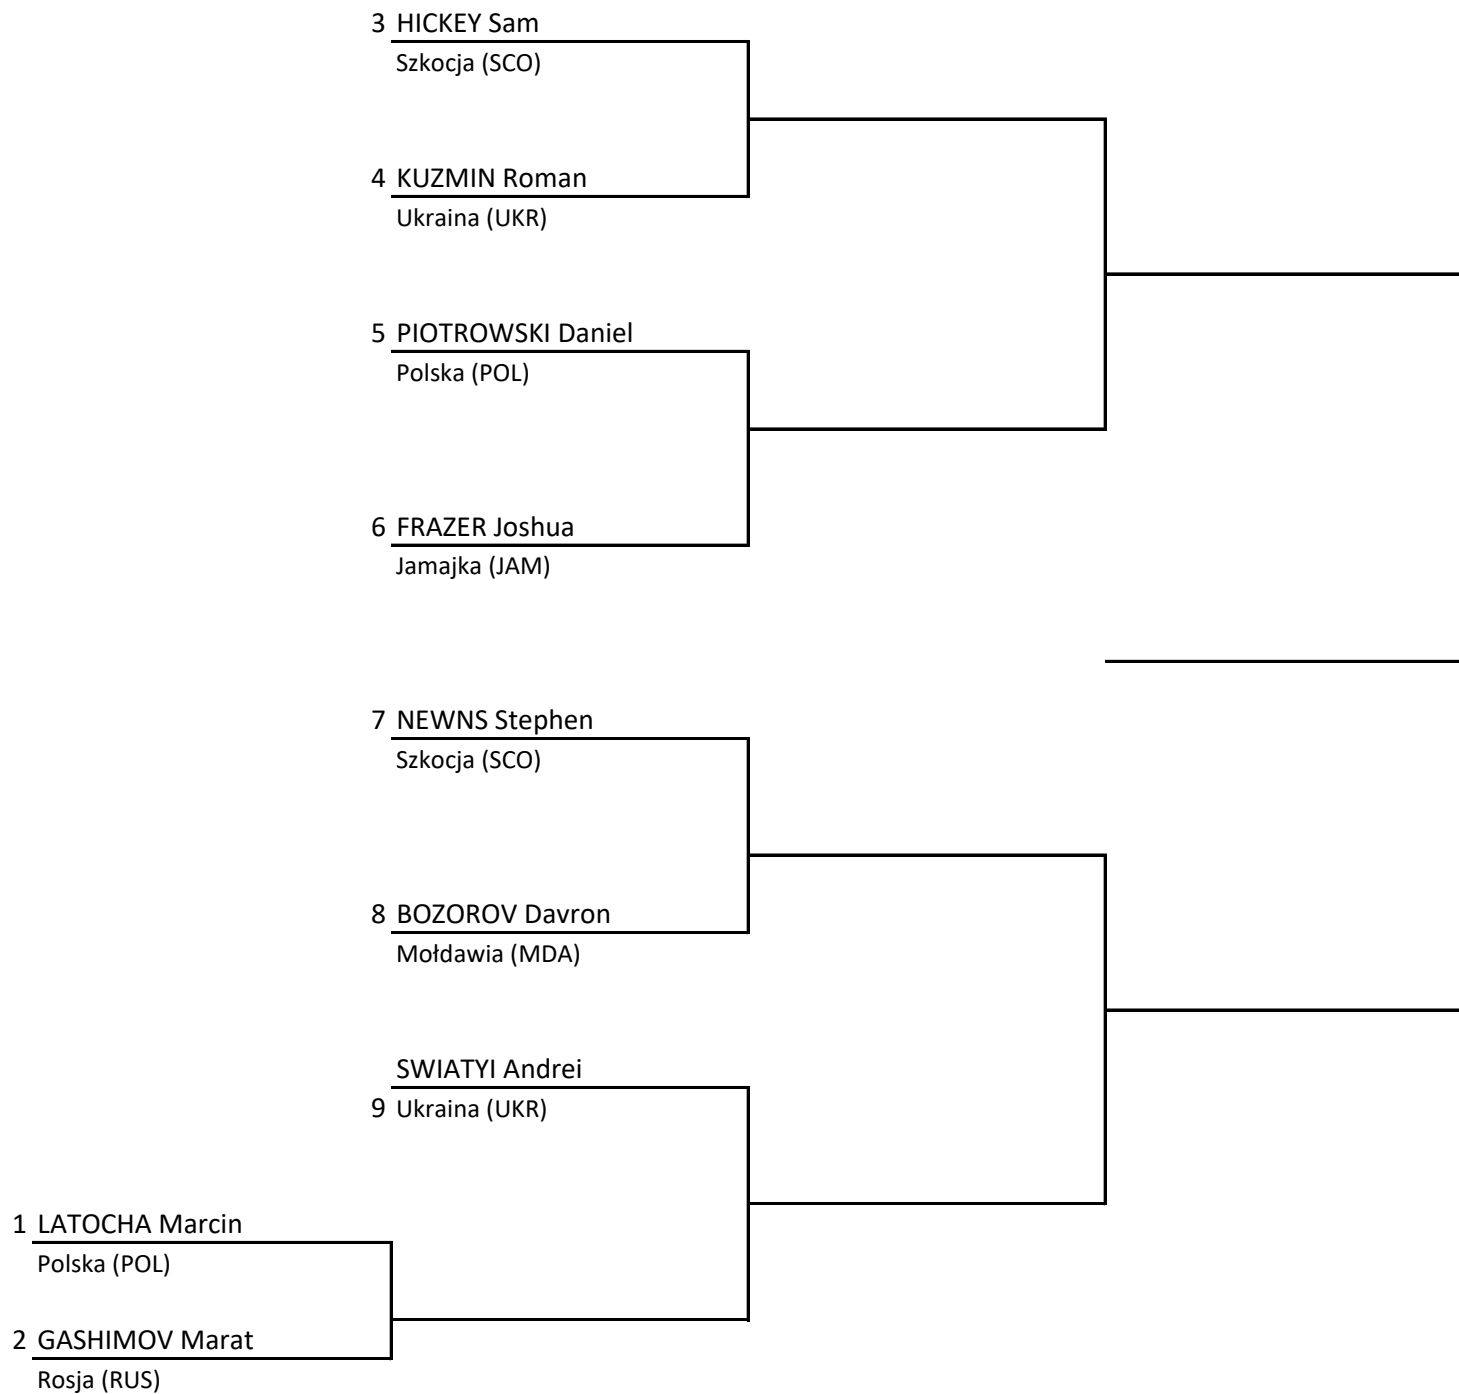 3 HICKEY Sam
Szkocja (SCO)
4 KUZMIN Roman
Ukraina (UKR)
5 PIOTROWSKI Daniel
Polska (POL)
6 FRAZER Joshua
Jamajka (JAM)
7 NEWNS Stephen
Szkocja (SCO)
8 BOZOROV Davron
Mołdawia (MDA)
SWIATYI Andrei
9 Ukraina (UKR)
1 LATOCHA Marcin
Polska (POL)
2 GASHIMOV Marat
Rosja (RUS)